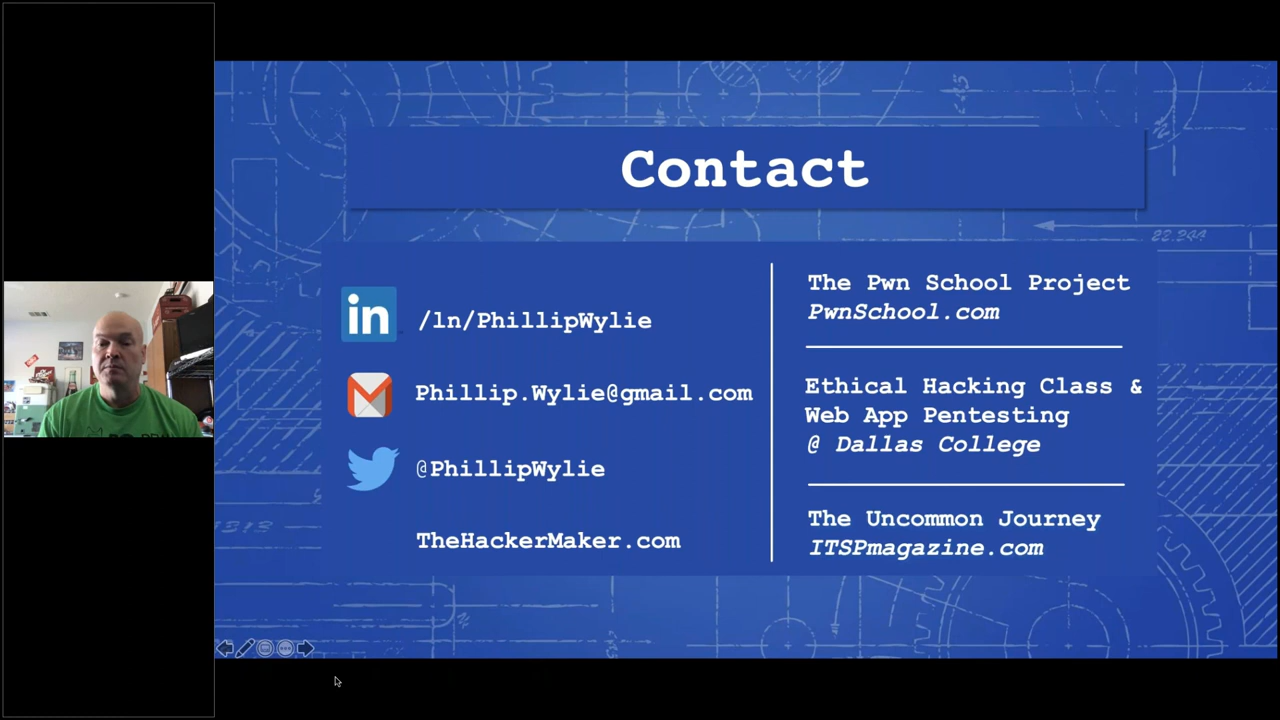 Contact
in
/ln/PhillipWylie
Phillip.Wylie@gmail.com
@PhillipWylie
TheHackerMaker.com
The Pwn School Project
PwnSchool.com
Ethical Hacking Class &
Web App Pentesting
@ Dallas College
The Uncommon Journey
ITSPmagazine.com